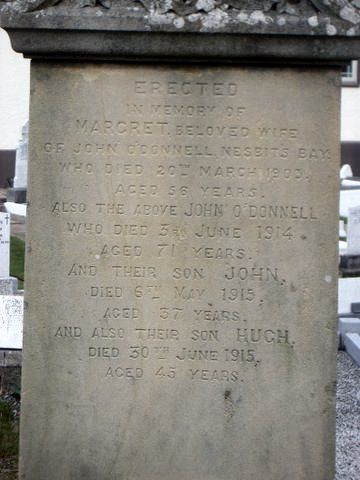 ERECTED
IN MEMORY OF
MARGRET, BELOVED WIFE
OF JOHN O'DONNELL, NESBITS BAY.
WHO DIED 20TH MARCH 1903,
AGED 56 YEARS.
ALSO THE ABOVE JOHN O'DONNELL
WHO DIED 3RD JUNE 1914.
AGED 71 YEARS.
AND THEIR SON JOHN,
DIED 6TH MAY 1915,
AGED 37 YEARS.
AND ALSO THEIR SON HUGH,
DIED 30TH JUNE 1915,
AGED 45 YEARS.